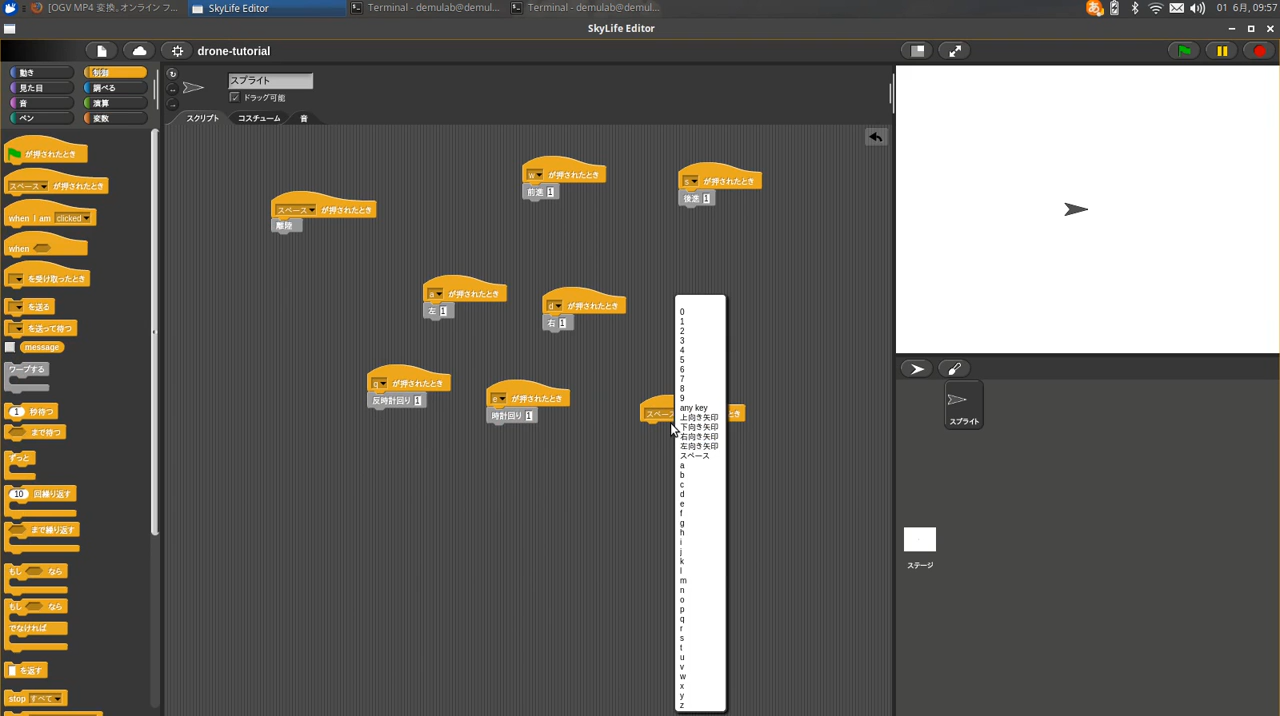 [OGV MP4 変換。オンライン フ...
SkyLife Editor
Terminal - demulab@demul...
Terminal - demulab@demul...
01 6月, 09:57
SkyLife Editor
drone-tutorial
動き
制御
見た目
調べる
音
演算
ペン
変数
スプライト
ドラッグ可能
スクリプト
コスチューム
音
が押されたとき
スペース が押されたとき
when I am clicked
when
を受け取ったとき
を送る
を送って待つ
message
ワープする
1 秒待つ
まで待つ
ずっと
10 回繰り返す
まで繰り返す
もし なら
もし なら
でなければ
を返す
stop すべて
w が押されたとき
前進 1
s が押されたとき
後進 1
スペース が押されたとき
離陸
a が押されたとき
左 1
d が押されたとき
右 1
q が押されたとき
反時計回り 1
e が押されたとき
時計回り 1
スペース
とき
0
1
2
3
4
5
6
7
8
9
any key
上向き矢印
下向き矢印
右向き矢印
左向き矢印
スペース
a
b
c
d
e
f
g
h
i
j
k
l
m
n
o
p
q
r
s
t
u
v
w
x
y
z
スプライト
ステージ